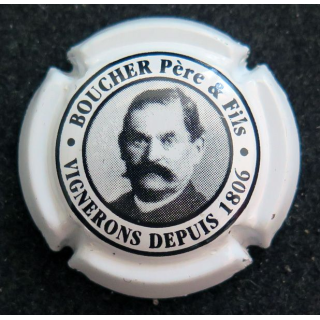 BOUCHER Père & Fils
VIGNERONS DEPUIS 1806